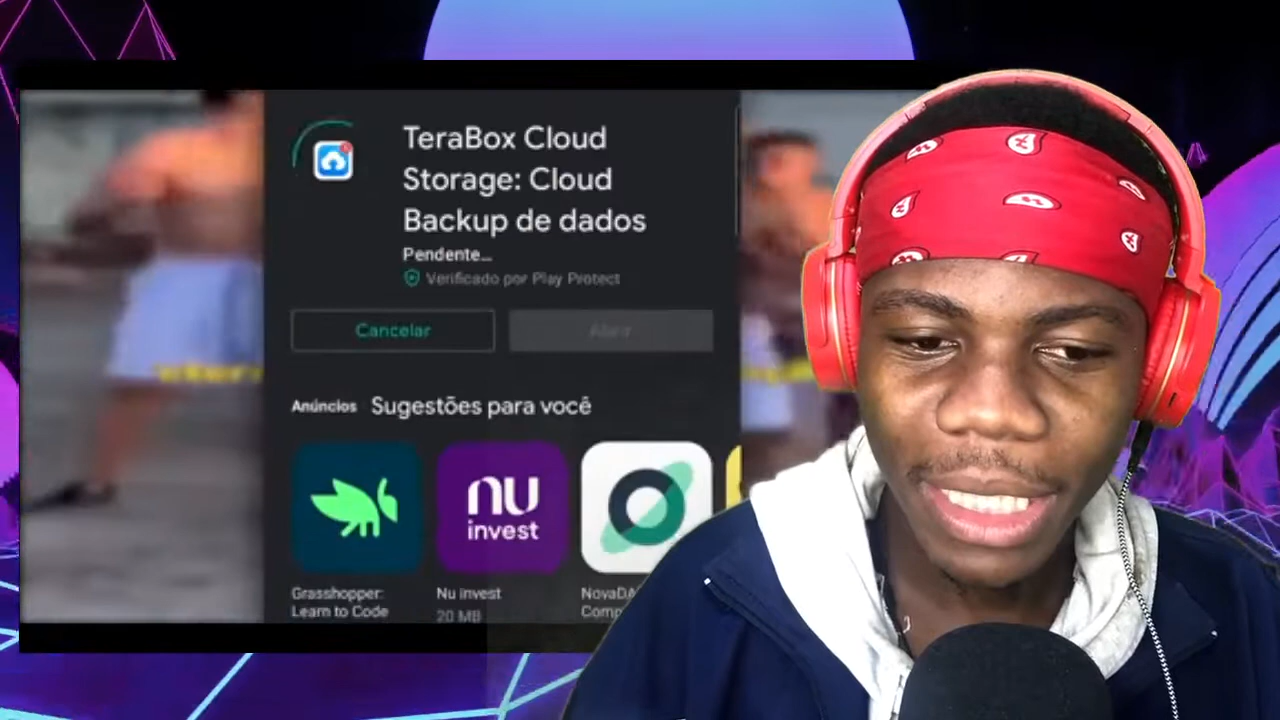 TeraBox Cloud
Storage: Cloud
Backup de dados
Pendente...
Verificado por Play Protect
Cancelar
Abrir
Anúncios Sugestões para você
nu
invest
Grasshopper:
Learn to Code
Nu invest
20 MB